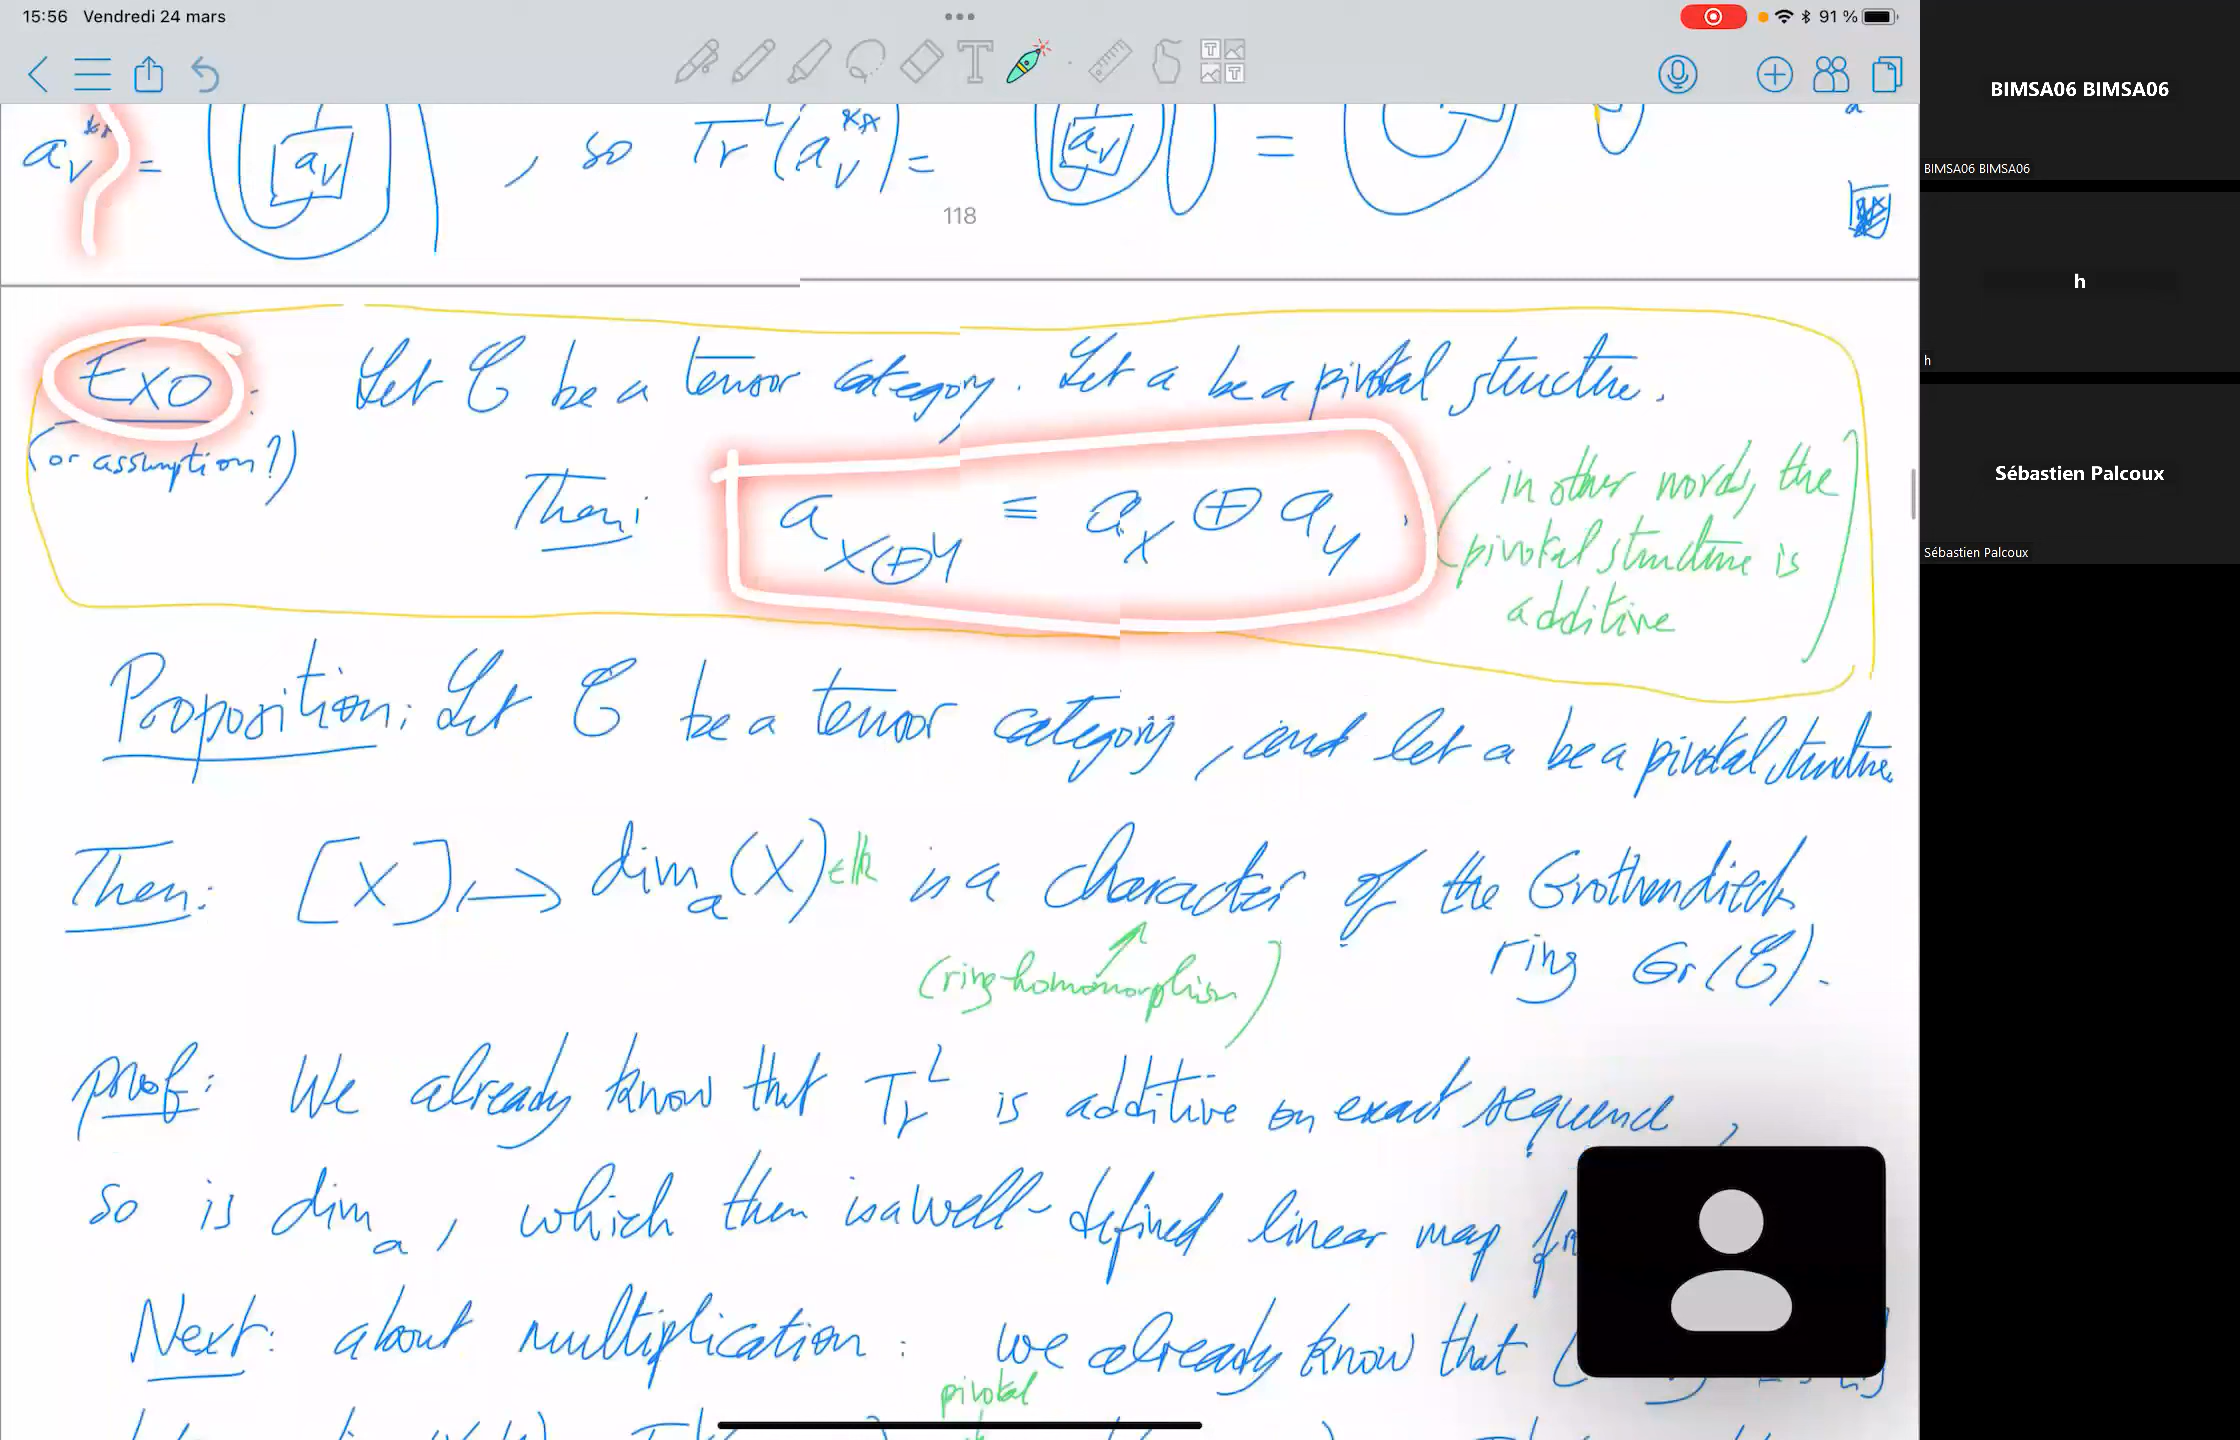 15:56 Vendredi 24 mars
91 %
a_V^{**} = [a_V] , so Tr^L(a_V^{**}) = [a_V] =
118
Exo: Let C be a tensor category. Let a be a pivotal structure.
(or assumption?)
Then: a_{X⊕Y} = a_X ⊕ a_Y. (in other words, the pivotal structure is additive)
Proposition: Let C be a tensor category, and let a be a pivotal structure.
Then: [X] ↦ dim_a(X) ∈ 𝕜 is a character of the Grothendieck
(ring-homomorphism) ring Gr(C).
proof: We already know that Tr^L is additive on exact sequence,
so is dim_a, which then is a well-defined linear map
Next: about multiplication: we already know that
pivotal
BIMSA06 BIMSA06
BIMSA06 BIMSA06
h
h
Sébastien Palcoux
Sébastien Palcoux